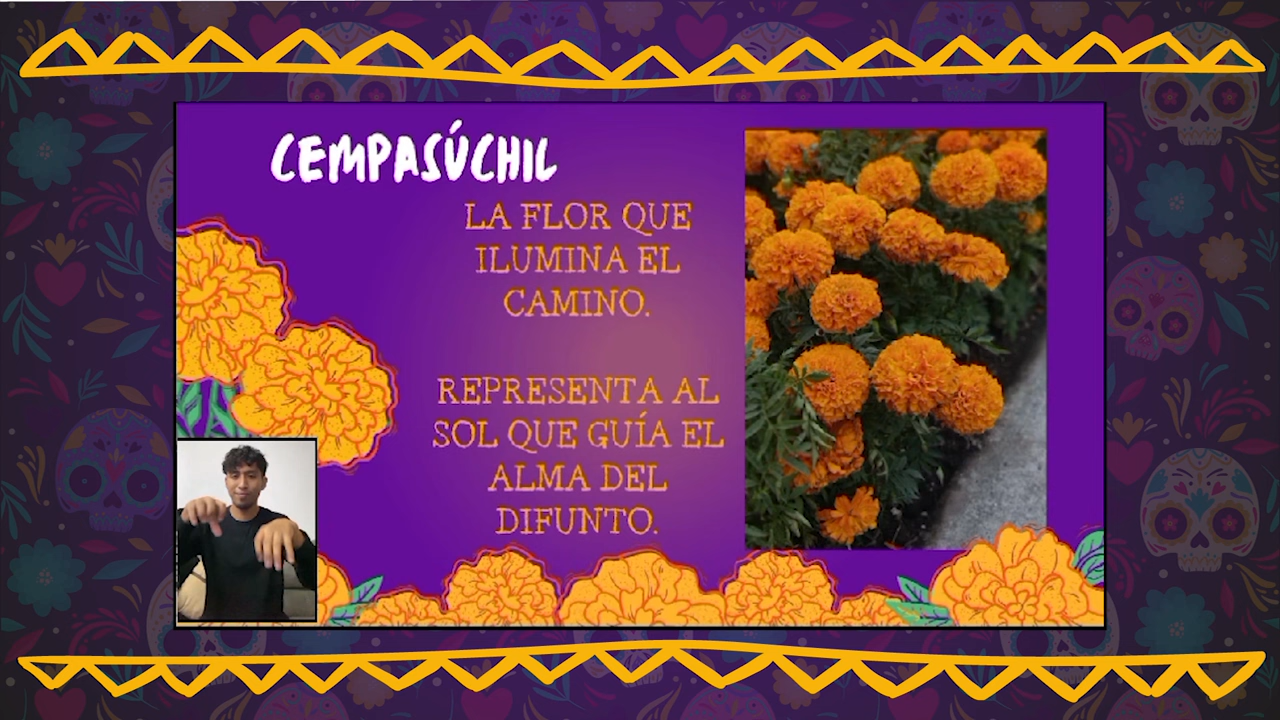 CEMPASÚCHIL
LA FLOR QUE
ILUMINA EL
CAMINO.
REPRESENTA AL
SOL QUE GUÍA EL
ALMA DEL
DIFUNTO.